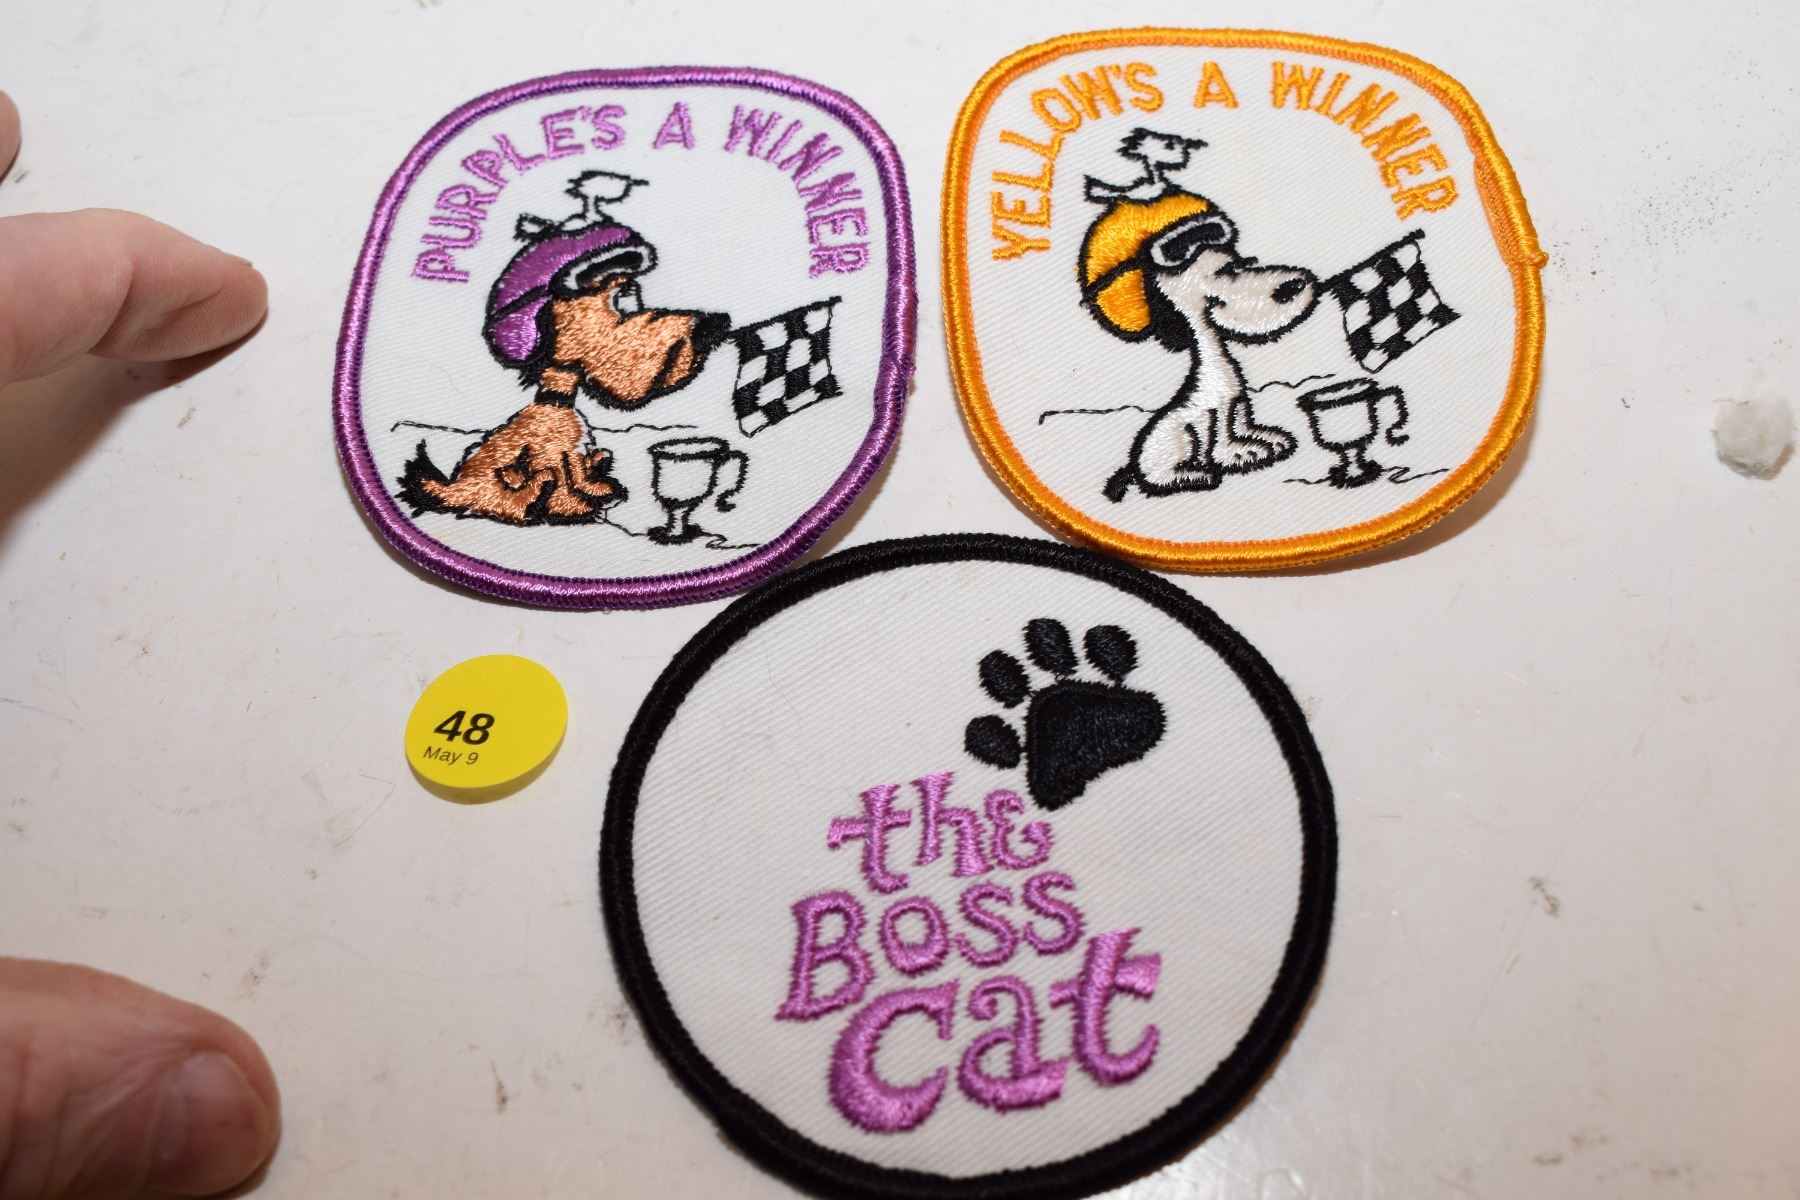 PURPLE'S A WINNER
YELLOW'S A WINNER
48
May 9
the
Boss
Cat